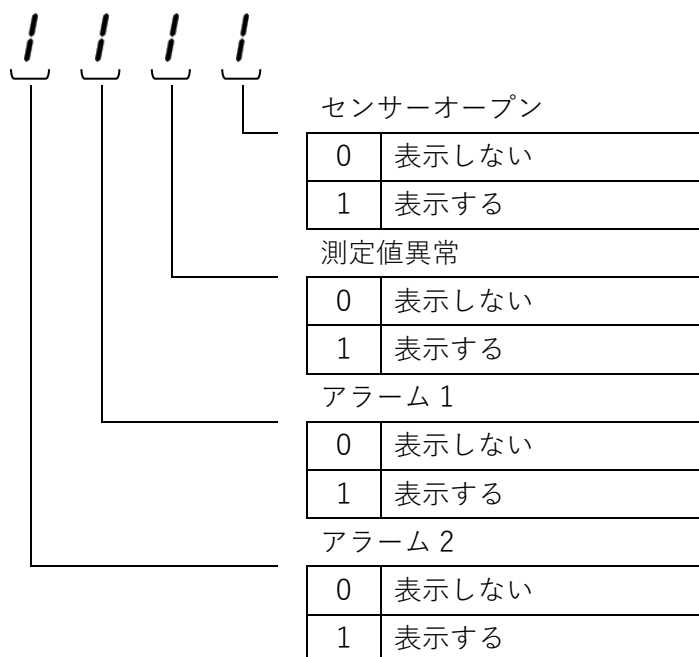 1 1 1 1
センサーオープン
0 表示しない
1 表示する
測定値異常
0 表示しない
1 表示する
アラーム 1
0 表示しない
1 表示する
アラーム 2
0 表示しない
1 表示する